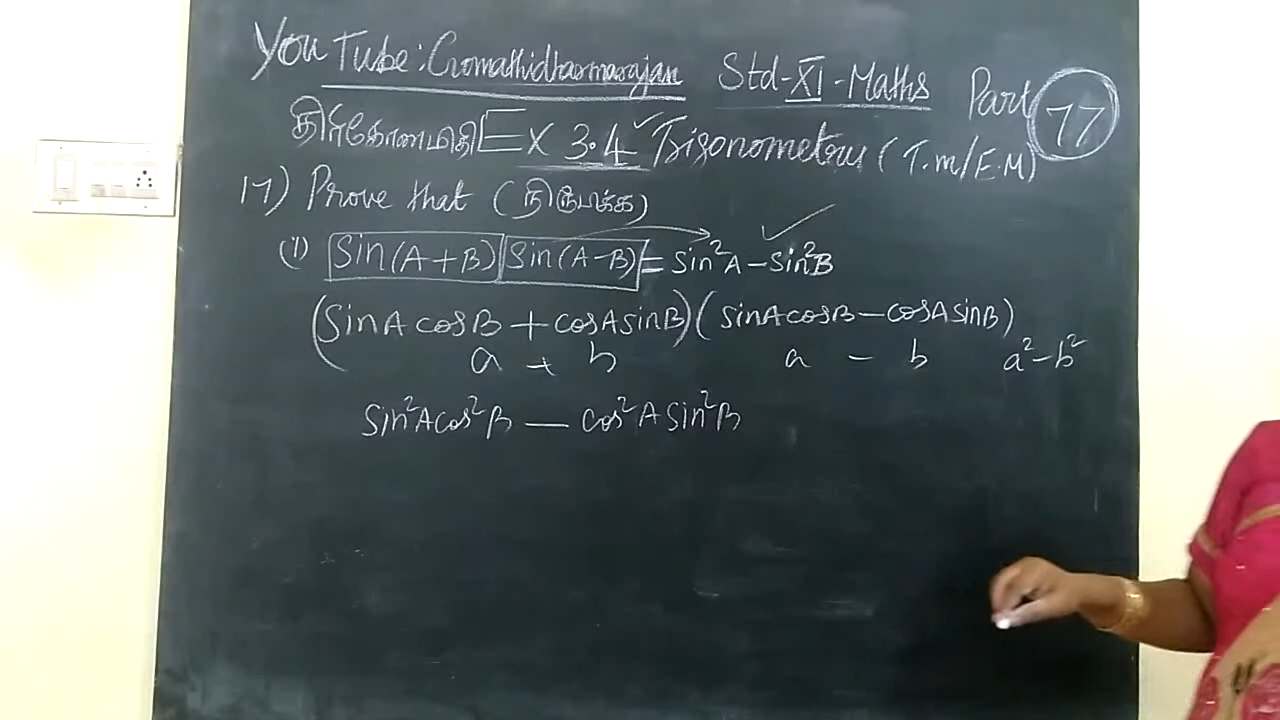 YouTube: Gomathidharmarajan Std-XI-Maths Part 77
திரிகோணமிதி EX 3.4 ✓ Trigonometry (T.M/E.M)
17) Prove that (நிரூபிக்க)
(i) Sin(A+B) Sin(A-B) = Sin²A - Sin²B ✓
(SinA cosB + cosA sinB)(sinA cosB - cosA sinB)
a + b a - b a² - b²
Sin²A cos²B — Cos²A Sin²B